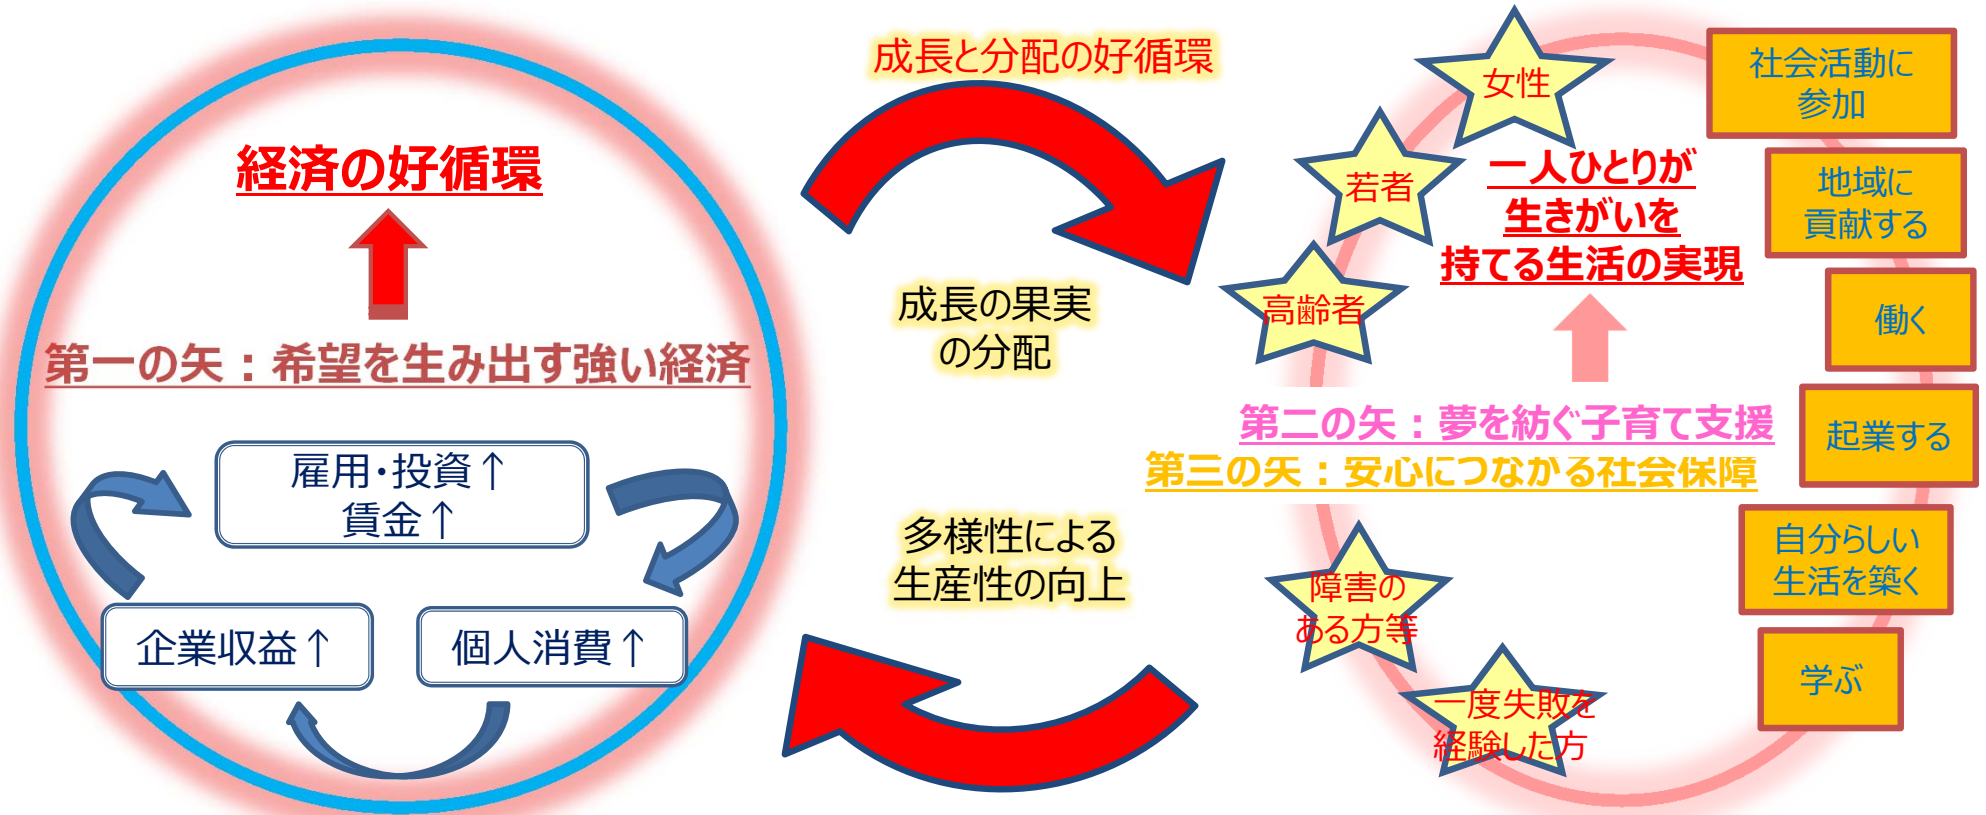 経済の好循環
第一の矢：希望を生み出す強い経済
雇用・投資↑
賃金↑
企業収益↑
個人消費↑
成長と分配の好循環
成長の果実
の分配
多様性による
生産性の向上
女性
若者
高齢者
一人ひとりが
生きがいを
持てる生活の実現
第二の矢：夢を紡ぐ子育て支援
第三の矢：安心につながる社会保障
障害の
ある方等
一度失敗を
経験した方
社会活動に
参加
地域に
貢献する
働く
起業する
自分らしい
生活を築く
学ぶ